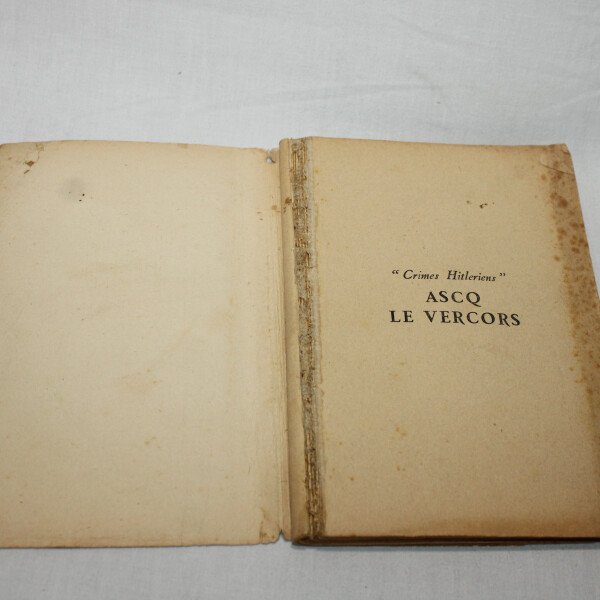 “Crimes Hitleriens”
ASCQ
LE VERCORS